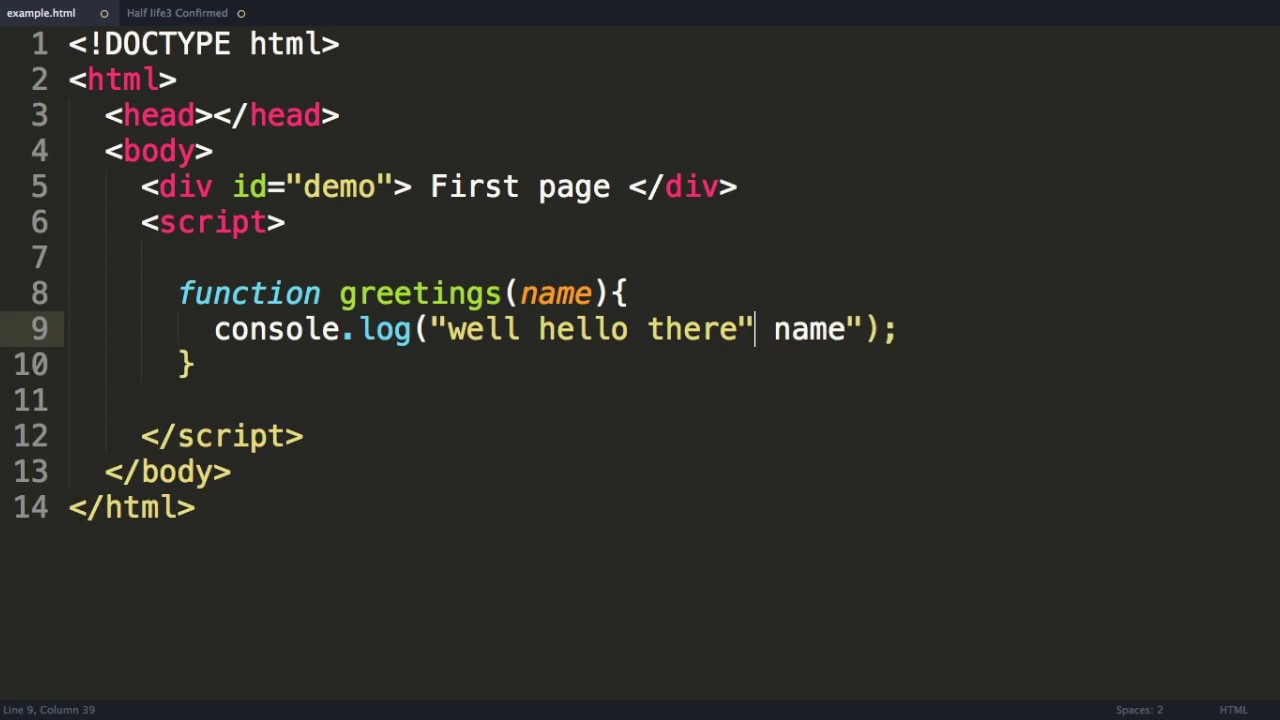 example.html Half life3 Confirmed
1 <!DOCTYPE html>
2 <html>
3 <head></head>
4 <body>
5 <div id="demo"> First page </div>
6 <script>
7
8 function greetings(name){
9 console.log("well hello there" name");
10 }
11
12 </script>
13 </body>
14 </html>
Line 9, Column 39 Spaces: 2 HTML